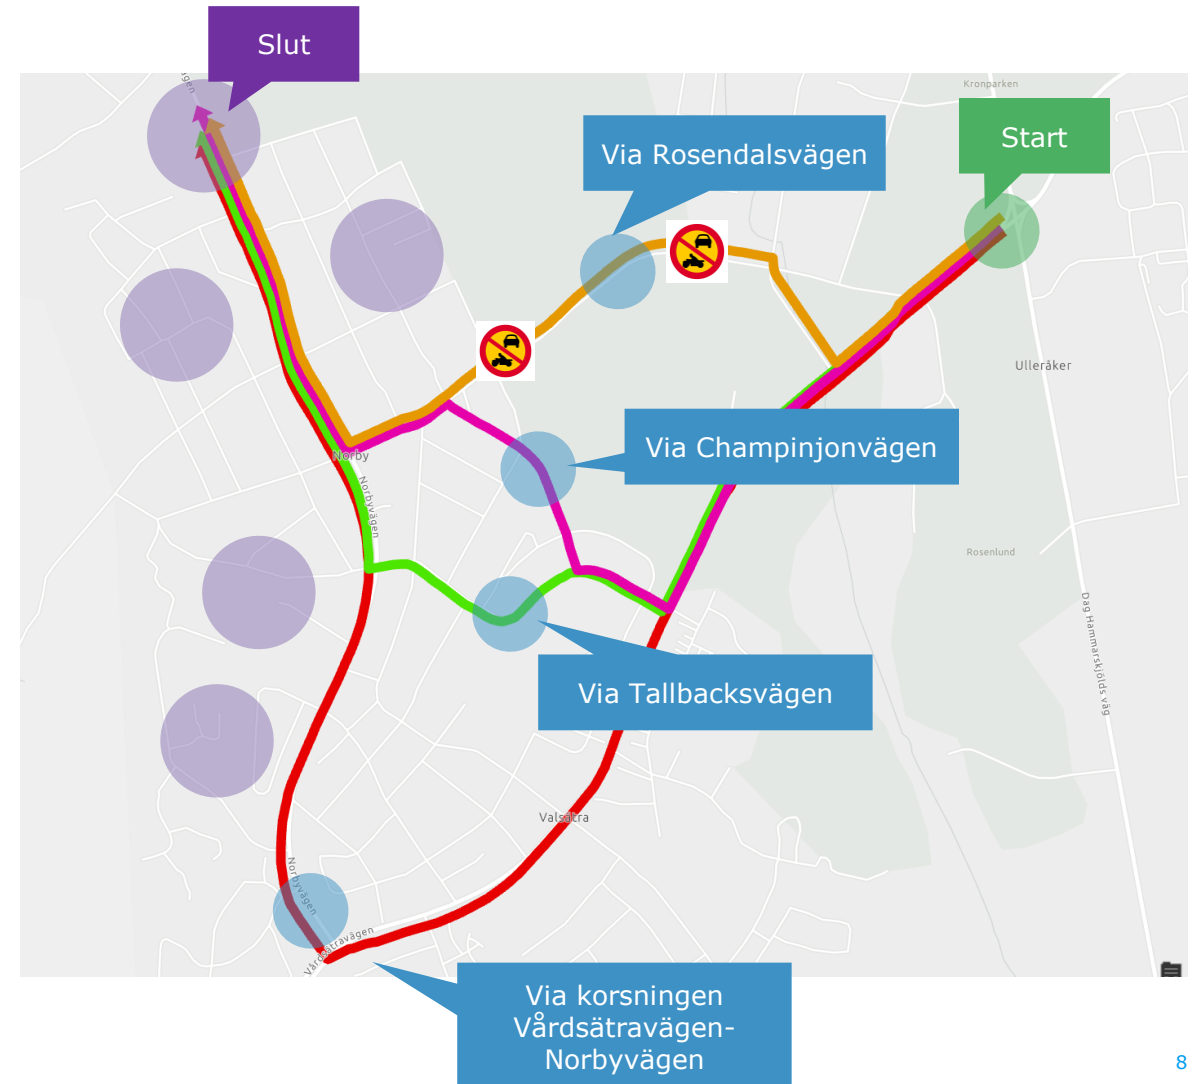 Slut
ägen
Kronparken
Start
Via Rosendalsvägen
Ulleråker
Via Champinjonvägen
Norby
Norbyvägen
Rosenlund
Dag Hammarskjölds väg
Via Tallbacksvägen
Valsätra
Norbyvägen
Vårdsätravägen
Via korsningen
Vårdsätravägen-
Norbyvägen
8